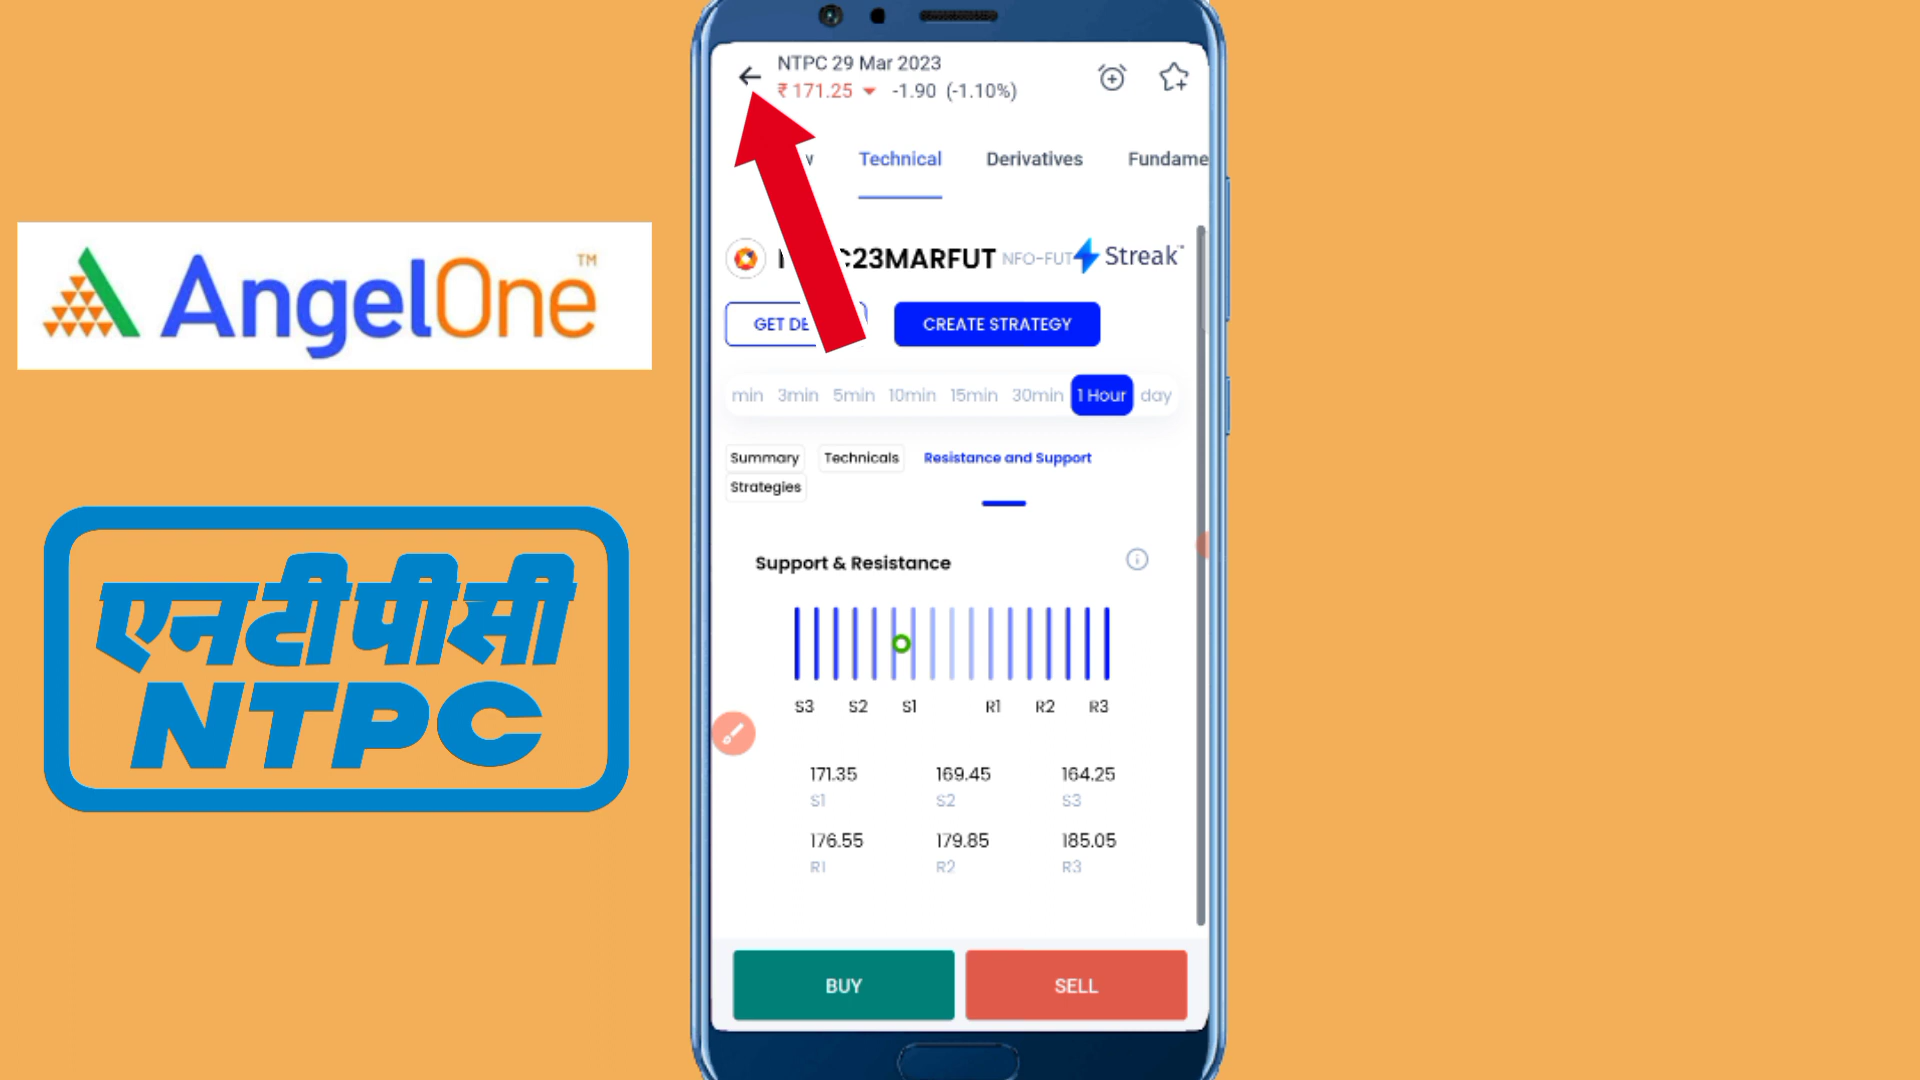 AngelOne™
एनटीपीसी
NTPC
NTPC 29 Mar 2023
₹ 171.25 -1.90 (-1.10%)
Technical Derivatives Fundame
C23MARFUT NFO-FUT Streak™
GET DE CREATE STRATEGY
min 3min 5min 10min 15min 30min 1 Hour day
Summary Technicals Resistance and Support
Strategies
Support & Resistance
S3 S2 S1 R1 R2 R3
171.35 169.45 164.25
S1 S2 S3
176.55 179.85 185.05
R1 R2 R3
BUY SELL